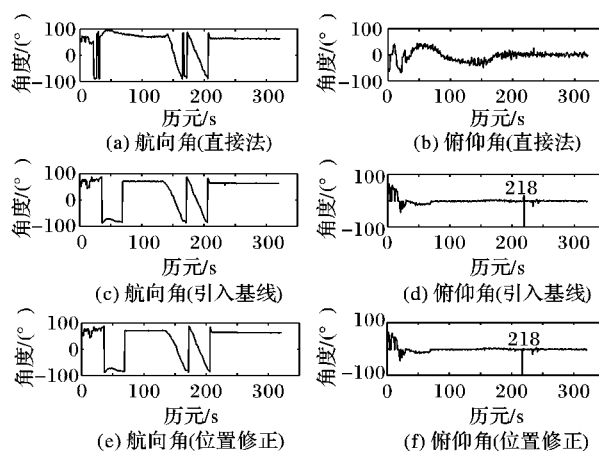 角度/(°)
100
0
−100
0 100 200 300
历元/s
(a) 航向角(直接法)
角度/(°)
100
0
−100
0 100 200 300
历元/s
(b) 俯仰角(直接法)
角度/(°)
100
0
−100
0 100 200 300
历元/s
(c) 航向角(引入基线)
角度/(°)
100
218
0
−100
0 100 200 300
历元/s
(d) 俯仰角(引入基线)
角度/(°)
100
0
−100
0 100 200 300
历元/s
(e) 航向角(位置修正)
角度/(°)
100
218
0
−100
0 100 200 300
历元/s
(f) 俯仰角(位置修正)